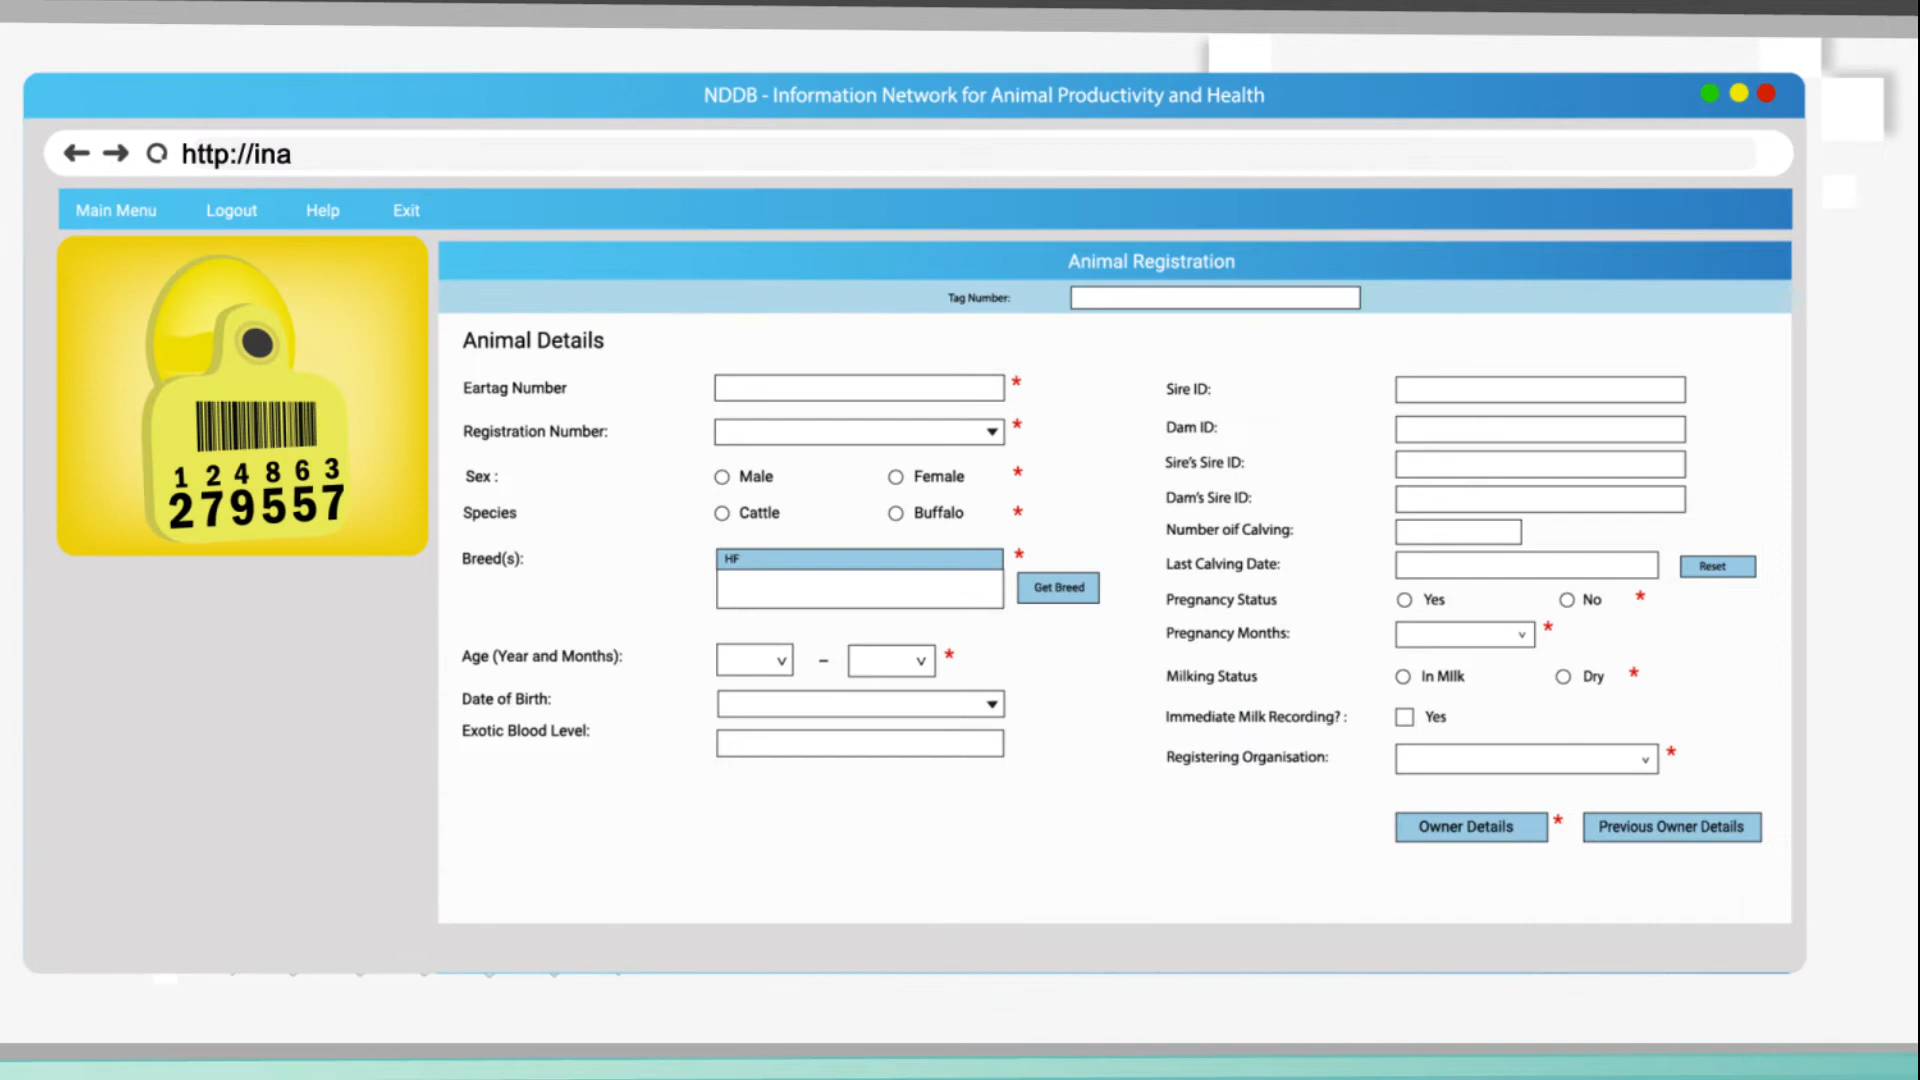 NDDB - Information Network for Animal Productivity and Health
http://ina
Main Menu Logout Help Exit
1 2 4 8 6 3
279557
Animal Registration
Tag Number:
Animal Details
Eartag Number *
Registration Number: *
Sex : Male Female *
Species Cattle Buffalo *
Breed(s): HF *
Get Breed
Age (Year and Months): v – v *
Date of Birth:
Exotic Blood Level:
Sire ID:
Dam ID:
Sire's Sire ID:
Dam's Sire ID:
Number oif Calving:
Last Calving Date: Reset
Pregnancy Status Yes No *
Pregnancy Months: v *
Milking Status In MIlk Dry *
Immediate Milk Recording? : Yes
Registering Organisation: v *
Owner Details * Previous Owner Details